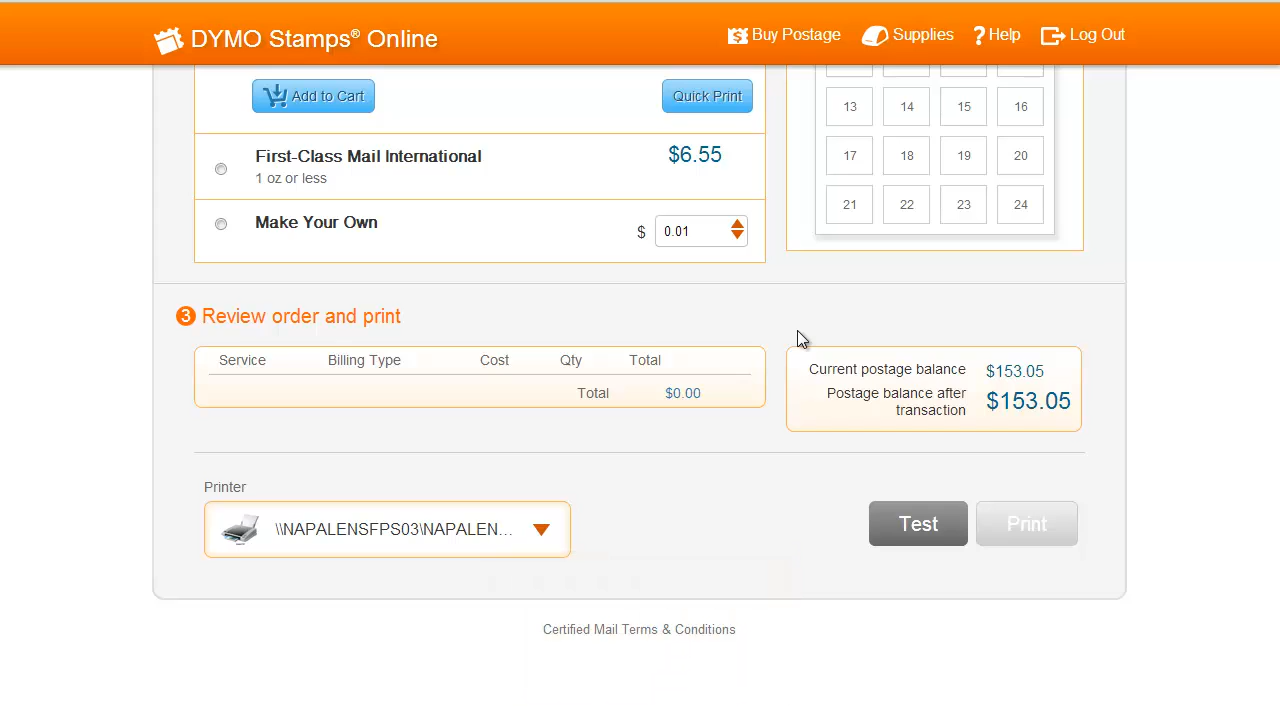 DYMO Stamps® Online
Buy Postage
Supplies
? Help
Log Out
Add to Cart
Quick Print
First-Class Mail International
$6.55
1 oz or less
Make Your Own
$ 0.01
13 14 15 16
17 18 19 20
21 22 23 24
3 Review order and print
Service Billing Type Cost Qty Total
Total $0.00
Current postage balance $153.05
Postage balance after
transaction $153.05
Printer
\\NAPALENSFPS03\NAPALEN...
Test
Print
Certified Mail Terms & Conditions